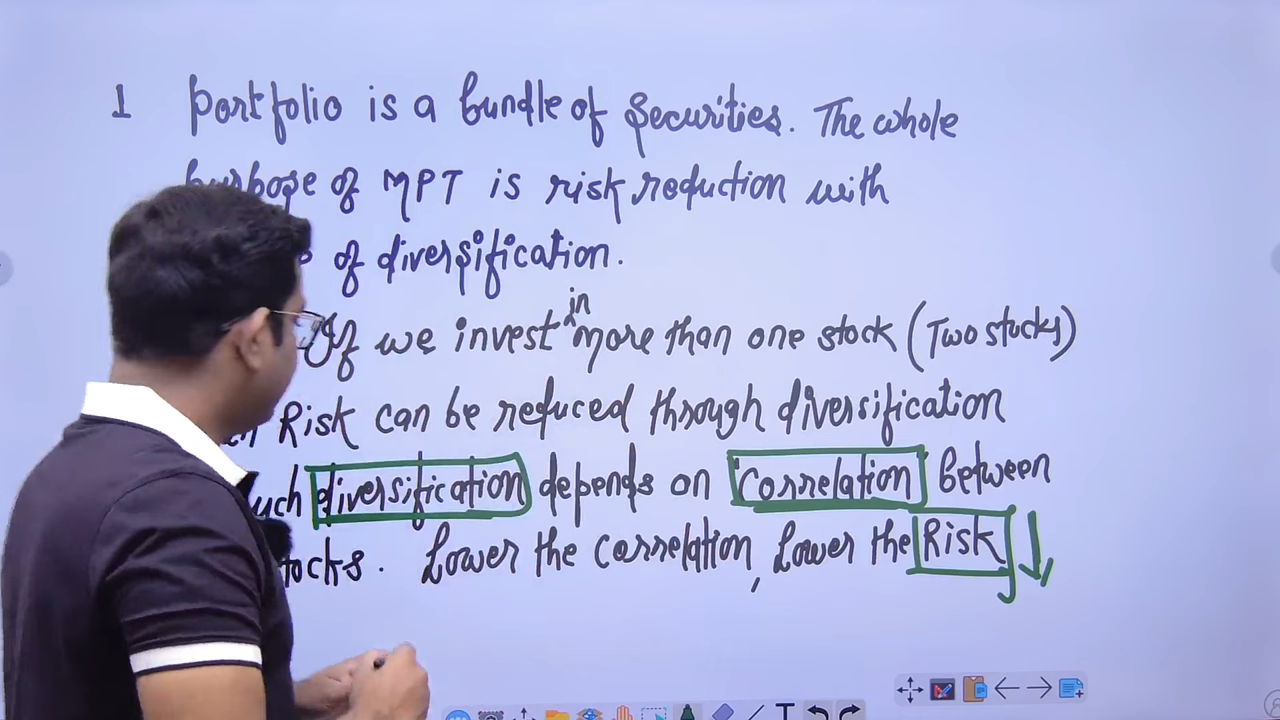 1 Portfolio is a bundle of Securities. The whole
purpose of MPT is risk reduction with
of diversification.
If we invest in more than one stock (Two stocks)
Risk can be reduced through diversification
diversification depends on Correlation between
stocks. Lower the correlation, Lower the Risk ↓